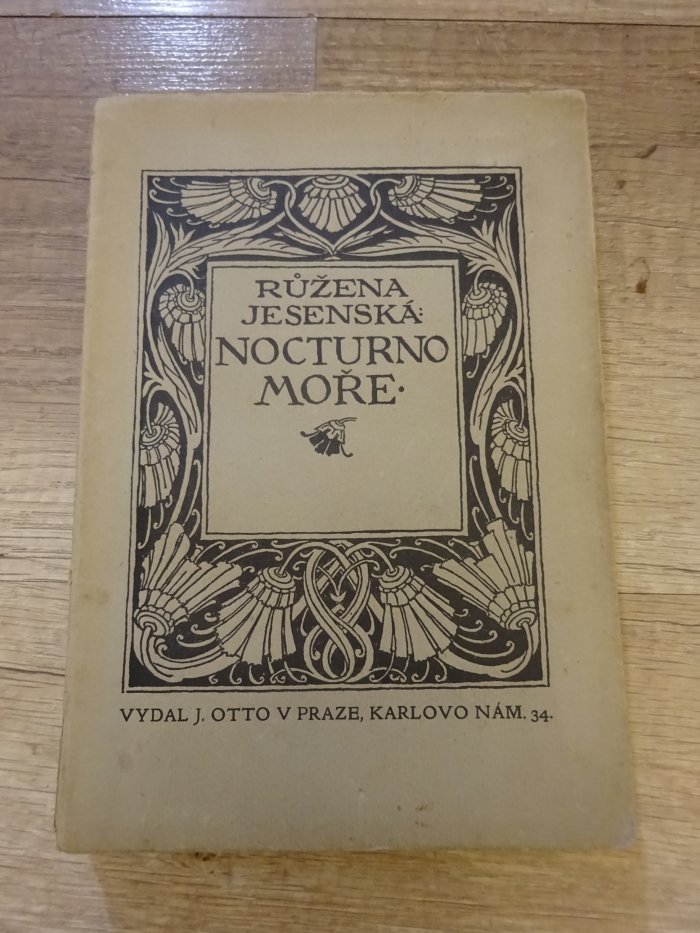 RŮŽENA
JESENSKÁ:
NOCTURNO
MOŘE.
VYDAL J. OTTO V PRAZE, KARLOVO NÁM. 34.